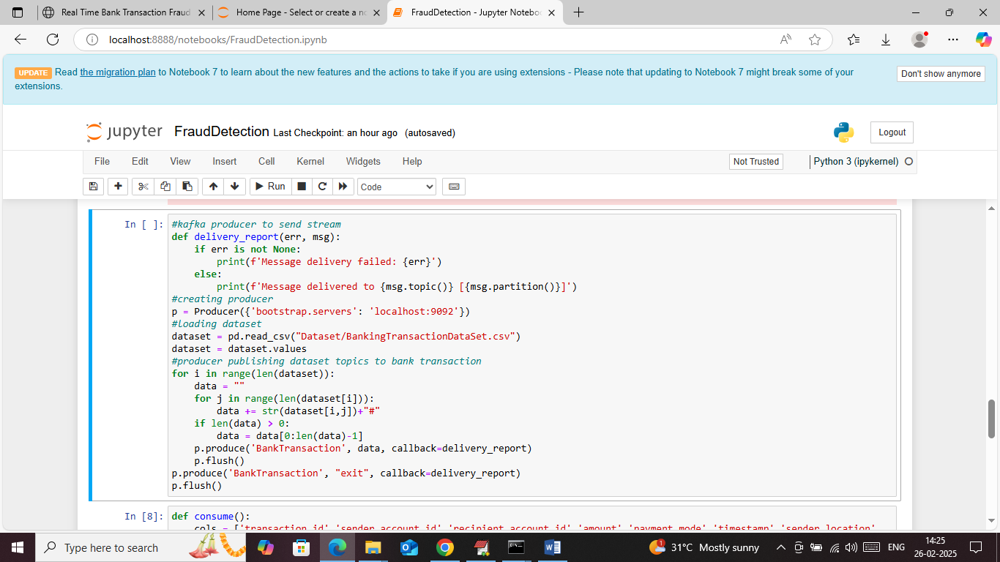 Real Time Bank Transaction Fraud
Home Page - Select or create a no
FraudDetection - Jupyter Notebo
localhost:8888/notebooks/FraudDetection.ipynb
UPDATE Read the migration plan to Notebook 7 to learn about the new features and the actions to take if you are using extensions - Please note that updating to Notebook 7 might break some of your
extensions.
Don't show anymore
jupyter FraudDetection Last Checkpoint: an hour ago (autosaved)
Logout
File Edit View Insert Cell Kernel Widgets Help
Not Trusted
Python 3 (ipykernel)
Run
Code
In [ ]: #kafka producer to send stream
def delivery_report(err, msg):
    if err is not None:
        print(f'Message delivery failed: {err}')
    else:
        print(f'Message delivered to {msg.topic()} [{msg.partition()}]')
#creating producer
p = Producer({'bootstrap.servers': 'localhost:9092'})
#loading dataset
dataset = pd.read_csv("Dataset/BankingTransactionDataSet.csv")
dataset = dataset.values
#producer publishing dataset topics to bank transaction
for i in range(len(dataset)):
    data = ""
    for j in range(len(dataset[i])):
        data += str(dataset[i,j])+"#"
    if len(data) > 0:
        data = data[0:len(data)-1]
    p.produce('BankTransaction', data, callback=delivery_report)
    p.flush()
p.produce('BankTransaction', "exit", callback=delivery_report)
p.flush()
In [8]: def consume():
    cols = ['transaction_id','sender_account_id','recipient_account_id','amount','payment_mode','timestamp','sender_location',
Type here to search
1
31°C Mostly sunny
ENG
14:25
26-02-2025